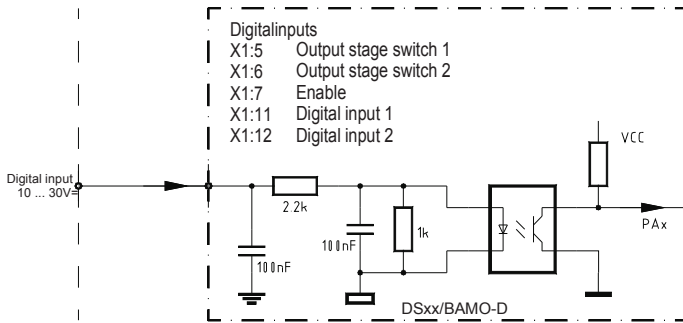 Digitalinputs
X1:5 Output stage switch 1
X1:6 Output stage switch 2
X1:7 Enable
X1:11 Digital input 1
X1:12 Digital input 2
VCC
Digital input
10 ... 30V=
2.2k
100nF
1k
PAx
100nF
DSxx/BAMO-D